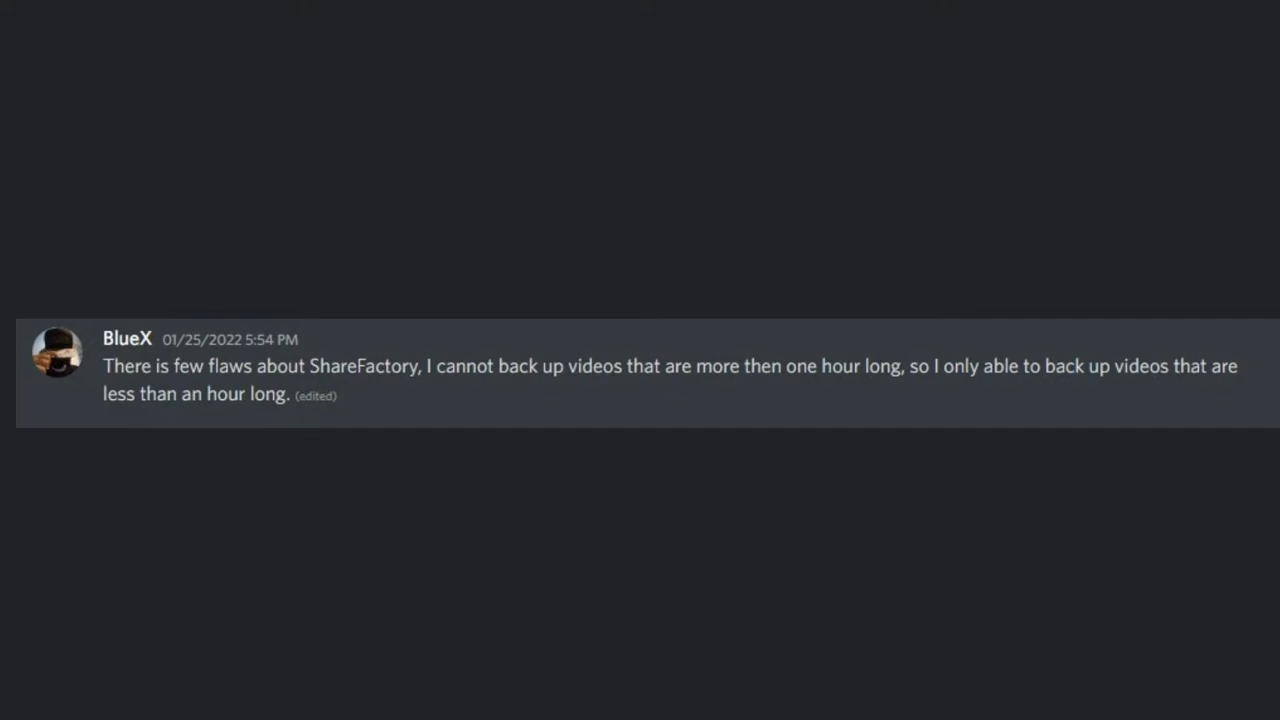 BlueX 01/25/2022 5:54 PM
There is few flaws about ShareFactory, I cannot back up videos that are more then one hour long, so I only able to back up videos that are
less than an hour long. (edited)